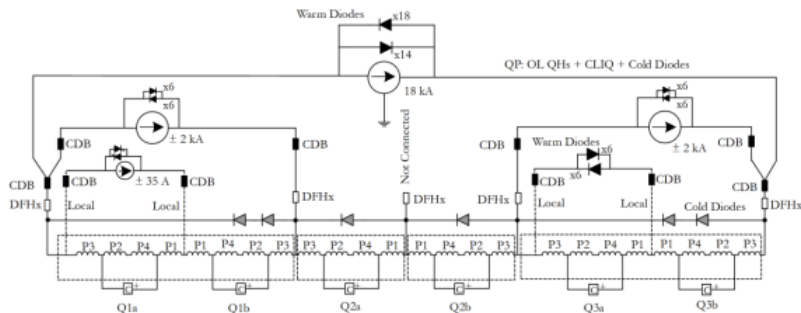 Warm Diodes
x18
x14
18 kA
QP: OL QHs + CLIQ + Cold Diodes
x6
x6
± 2 kA
CDB
CDB
± 35 A
CDB
CDB
CDB
DFHx
Local
Local
DFHx
Not Connected
DFHx
x6
x6
± 2 kA
CDB
CDB
Warm Diodes
x6
x6
CDB
CDB
CDB
DFHx
Local
Local
DFHx
Cold Diodes
P3 P2 P4 P1 P1 P4 P2 P3 P3 P2 P4 P1 P1 P4 P2 P3 P3 P2 P4 P1 P1 P4 P2 P3
C + C + C + C + C + C +
Q1a Q1b Q2a Q2b Q3a Q3b